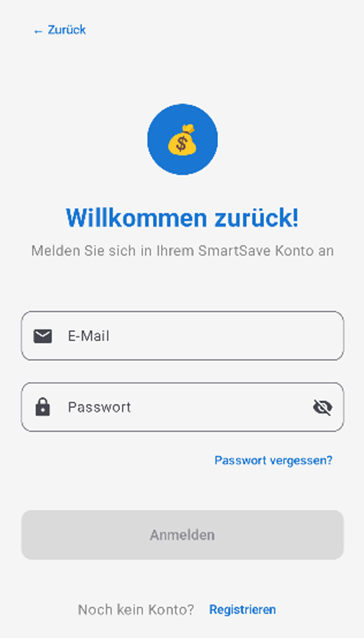 ← Zurück
Willkommen zurück!
Melden Sie sich in Ihrem SmartSave Konto an
E-Mail
Passwort
Passwort vergessen?
Anmelden
Noch kein Konto? Registrieren